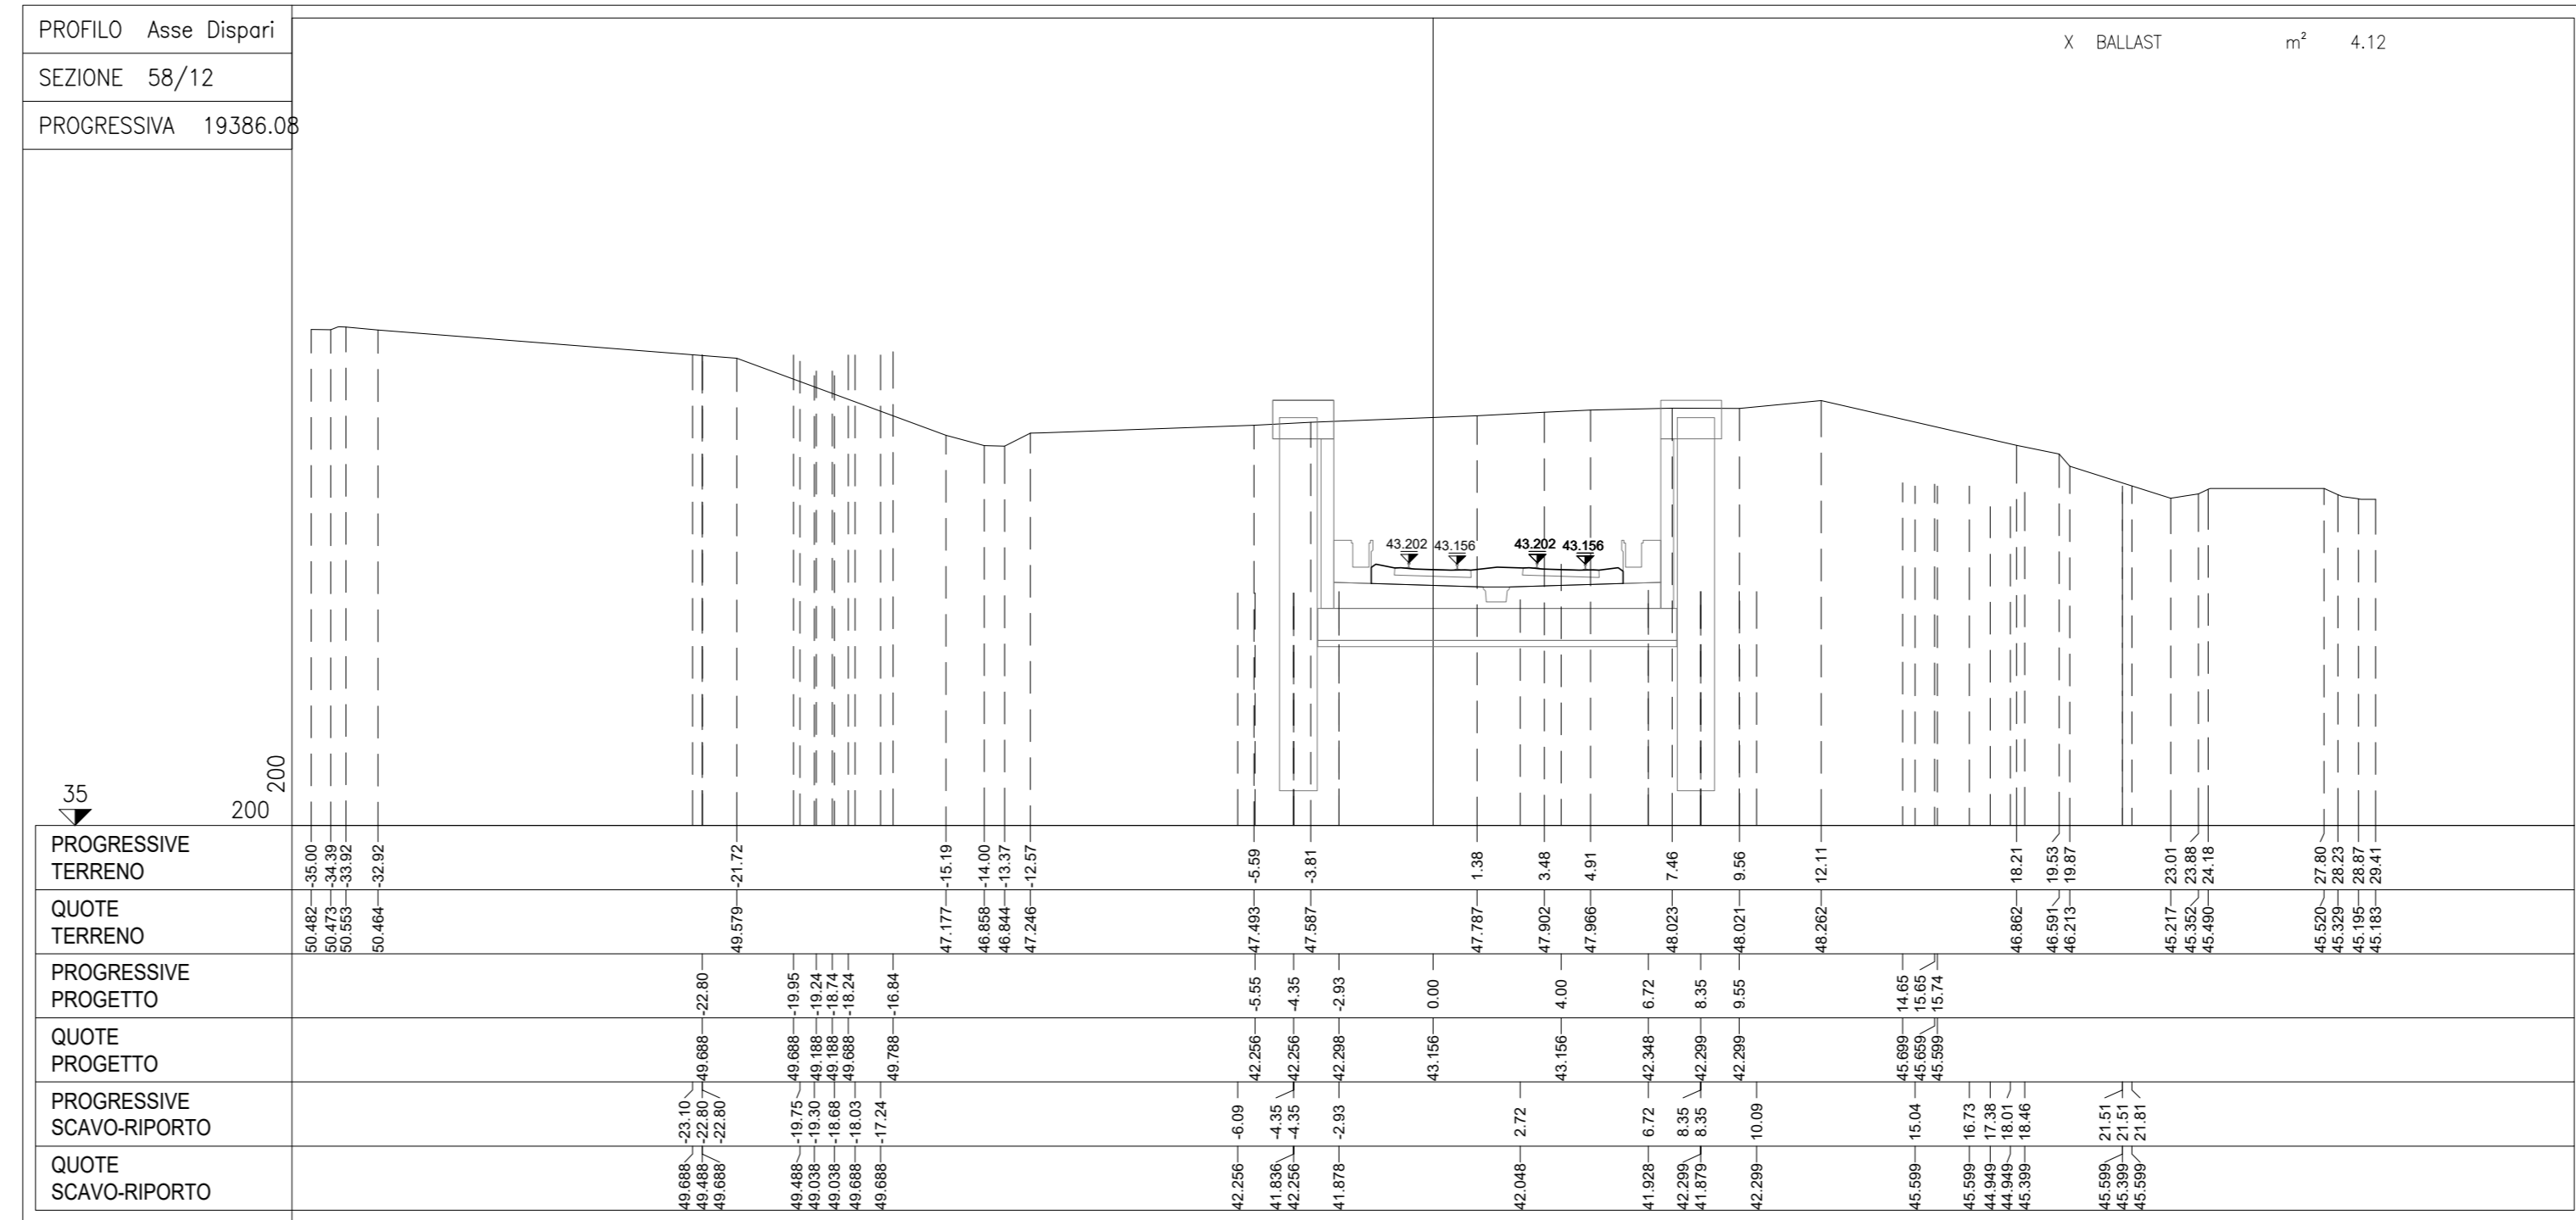 PROFILO Asse Dispari
SEZIONE 58/12
PROGRESSIVA 19386.08
X BALLAST m² 4.12
43.202 43.156 43.202 43.156
200
35
200
PROGRESSIVE
TERRENO
-35.00 -34.39 -33.92 -32.92 -21.72 -15.19 -14.00 -13.37 -12.57 -5.59 -3.81 1.38 3.48 4.91 7.46 9.56 12.11 18.21 19.53 19.87 23.01 23.88 24.18 27.80 28.23 28.87 29.41
QUOTE
TERRENO
50.482 50.473 50.553 50.464 49.579 47.177 46.858 46.844 47.246 47.493 47.587 47.787 47.902 47.966 48.023 48.021 48.262 46.862 46.591 46.213 45.217 45.352 45.490 45.520 45.329 45.195 45.183
PROGRESSIVE
PROGETTO
-22.80 -19.95 -19.24 -18.74 -18.24 -16.84 -5.55 -4.35 -2.93 0.00 4.00 6.72 8.35 9.55 14.65 15.65 15.74
QUOTE
PROGETTO
49.688 49.688 49.188 49.188 49.688 49.788 42.256 42.256 42.298 43.156 43.156 42.348 42.299 42.299 45.699 45.659 45.599
PROGRESSIVE
SCAVO-RIPORTO
-23.10 -22.80 -22.80 -19.75 -19.30 -18.68 -18.03 -17.24 -6.09 -4.35 -4.35 -2.93 2.72 6.72 8.35 8.35 10.09 15.04 16.73 17.38 18.01 18.46 21.51 21.51 21.81
QUOTE
SCAVO-RIPORTO
49.688 49.488 49.688 49.488 49.038 49.038 49.688 49.688 42.256 41.836 42.256 41.878 42.048 41.928 42.299 41.879 42.299 45.599 45.599 44.949 44.949 45.399 45.599 45.399 45.599